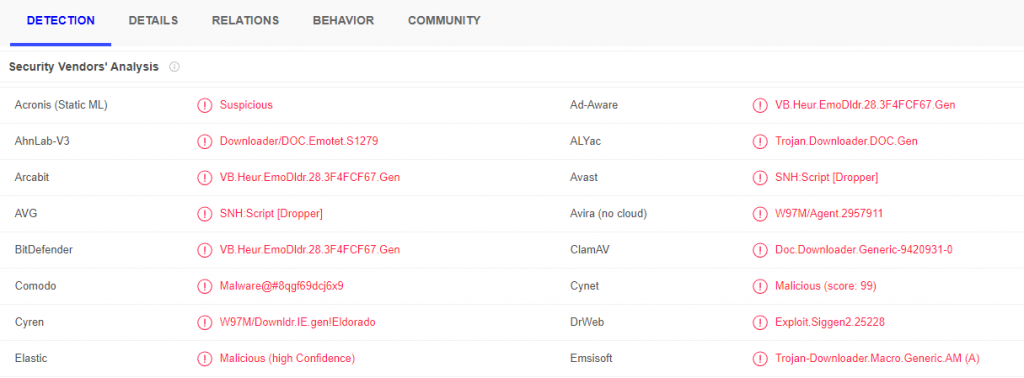 DETECTION DETAILS RELATIONS BEHAVIOR COMMUNITY
Security Vendors' Analysis
Acronis (Static ML) Suspicious Ad-Aware VB.Heur.EmoDldr.28.3F4FCF67.Gen
AhnLab-V3 Downloader/DOC.Emotet.S1279 ALYac Trojan.Downloader.DOC.Gen
Arcabit VB.Heur.EmoDldr.28.3F4FCF67.Gen Avast SNH:Script [Dropper]
AVG SNH:Script [Dropper] Avira (no cloud) W97M/Agent.2957911
BitDefender VB.Heur.EmoDldr.28.3F4FCF67.Gen ClamAV Doc.Downloader.Generic-9420931-0
Comodo Malware@#8qgf69dcj6x9 Cynet Malicious (score: 99)
Cyren W97M/Downldr.IE.gen!Eldorado DrWeb Exploit.Siggen2.25228
Elastic Malicious (high Confidence) Emsisoft Trojan-Downloader.Macro.Generic.AM (A)